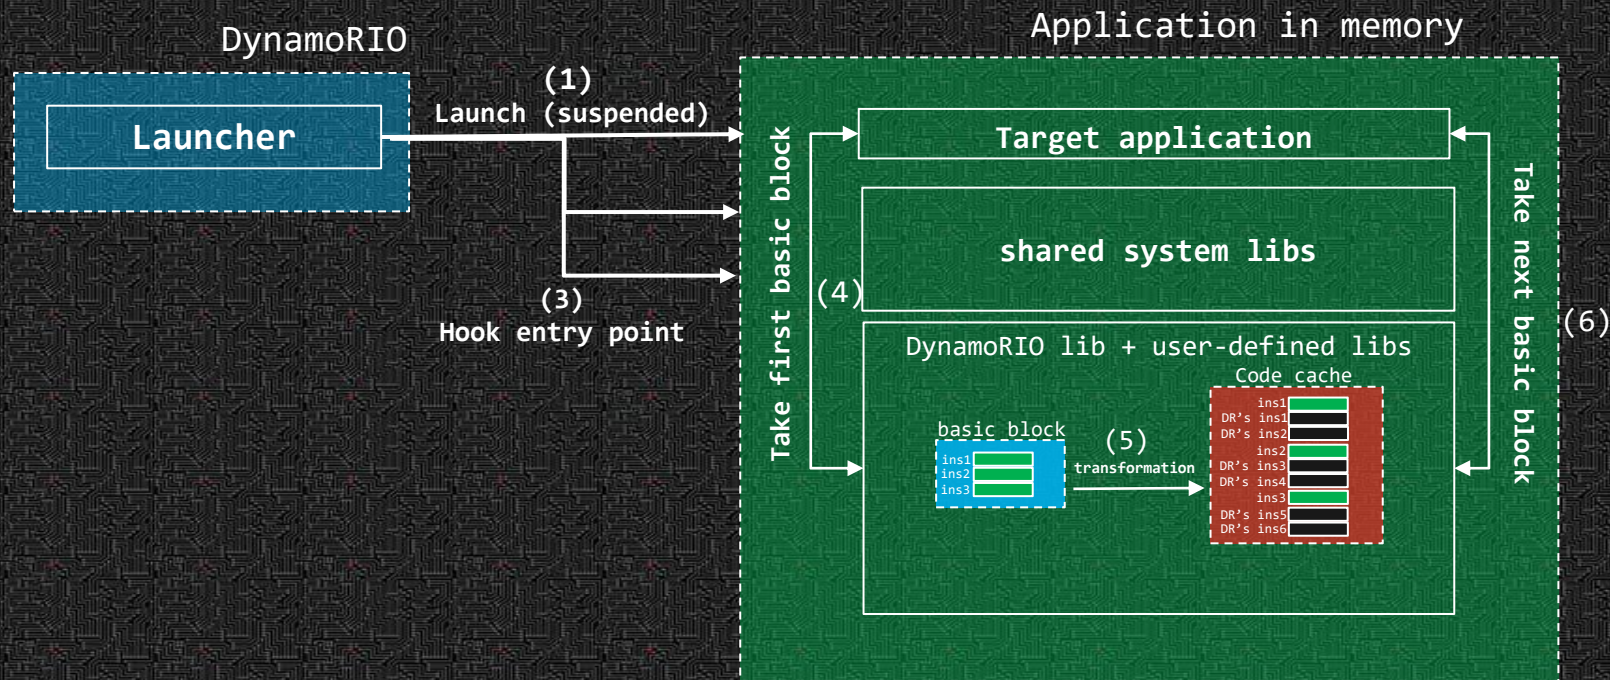 DynamoRIO
Application in memory
Launcher
(1)
Launch (suspended)
(3)
Hook entry point
Take first basic block
(4)
Target application
shared system libs
DynamoRIO lib + user-defined libs
basic block
ins1
ins2
ins3
(5)
transformation
Code cache
ins1
DR’s ins1
DR’s ins2
ins2
DR’s ins3
DR’s ins4
ins3
DR’s ins5
DR’s ins6
Take next basic block
(6)